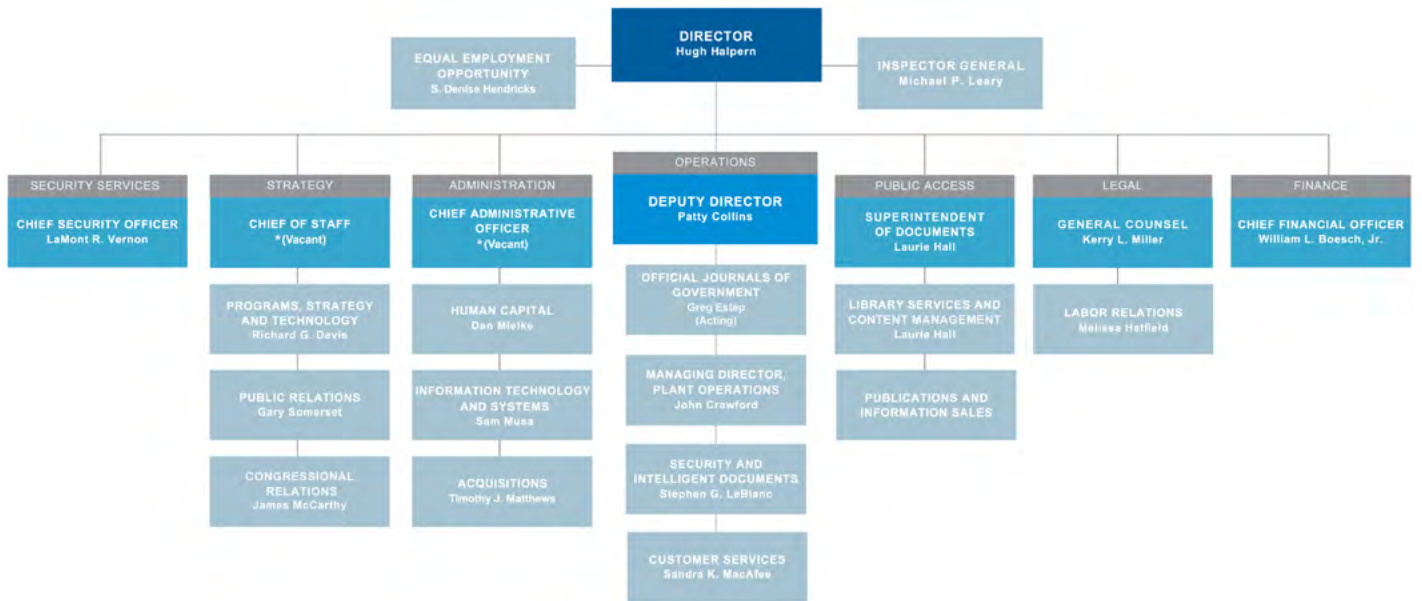 DIRECTOR
Hugh Halpern
EQUAL EMPLOYMENT
OPPORTUNITY
S. Denise Hendricks
INSPECTOR GENERAL
Michael P. Leary
SECURITY SERVICES
CHIEF SECURITY OFFICER
LaMont R. Vernon
STRATEGY
CHIEF OF STAFF
*(Vacant)
PROGRAMS, STRATEGY
AND TECHNOLOGY
Richard G. Davis
PUBLIC RELATIONS
Gary Somerset
CONGRESSIONAL
RELATIONS
James McCarthy
ADMINISTRATION
CHIEF ADMINISTRATIVE
OFFICER
*(Vacant)
HUMAN CAPITAL
Dan Mielke
INFORMATION TECHNOLOGY
AND SYSTEMS
Sam Musa
ACQUISITIONS
Timothy J. Matthews
OPERATIONS
DEPUTY DIRECTOR
Patty Collins
OFFICIAL JOURNALS OF
GOVERNMENT
Greg Estep
(Acting)
MANAGING DIRECTOR,
PLANT OPERATIONS
John Crawford
SECURITY AND
INTELLIGENT DOCUMENTS
Stephen G. LeBlanc
CUSTOMER SERVICES
Sandra K. MacAfee
PUBLIC ACCESS
SUPERINTENDENT
OF DOCUMENTS
Laurie Hall
LIBRARY SERVICES AND
CONTENT MANAGEMENT
Laurie Hall
PUBLICATIONS AND
INFORMATION SALES
LEGAL
GENERAL COUNSEL
Kerry L. Miller
LABOR RELATIONS
Melissa Hatfield
FINANCE
CHIEF FINANCIAL OFFICER
William L. Boesch, Jr.